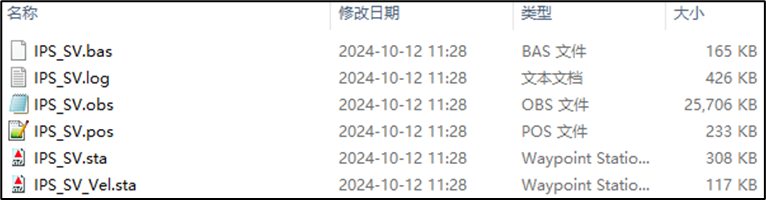 名称 修改日期 类型 大小
IPS_SV.bas 2024-10-12 11:28 BAS 文件 165 KB
IPS_SV.log 2024-10-12 11:28 文本文档 426 KB
IPS_SV.obs 2024-10-12 11:28 OBS 文件 25,706 KB
IPS_SV.pos 2024-10-12 11:28 POS 文件 233 KB
IPS_SV.sta 2024-10-12 11:28 Waypoint Statio... 308 KB
IPS_SV_Vel.sta 2024-10-12 11:28 Waypoint Statio... 117 KB